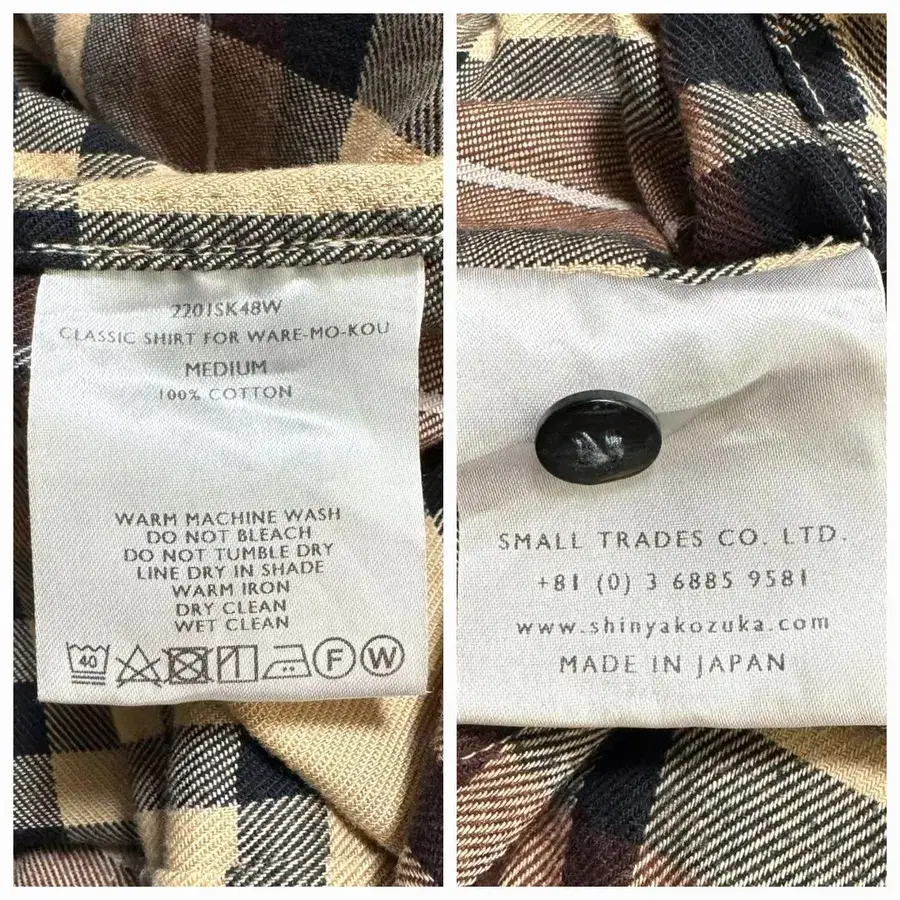 2201SK48W
CLASSIC SHIRT FOR WARE-MO-KOU
MEDIUM
100% COTTON
WARM MACHINE WASH
DO NOT BLEACH
DO NOT TUMBLE DRY
LINE DRY IN SHADE
WARM IRON
DRY CLEAN
WET CLEAN
40
F
W
SMALL TRADES CO. LTD.
+81 (0) 3 6885 9581
www.shinyakozuka.com
MADE IN JAPAN